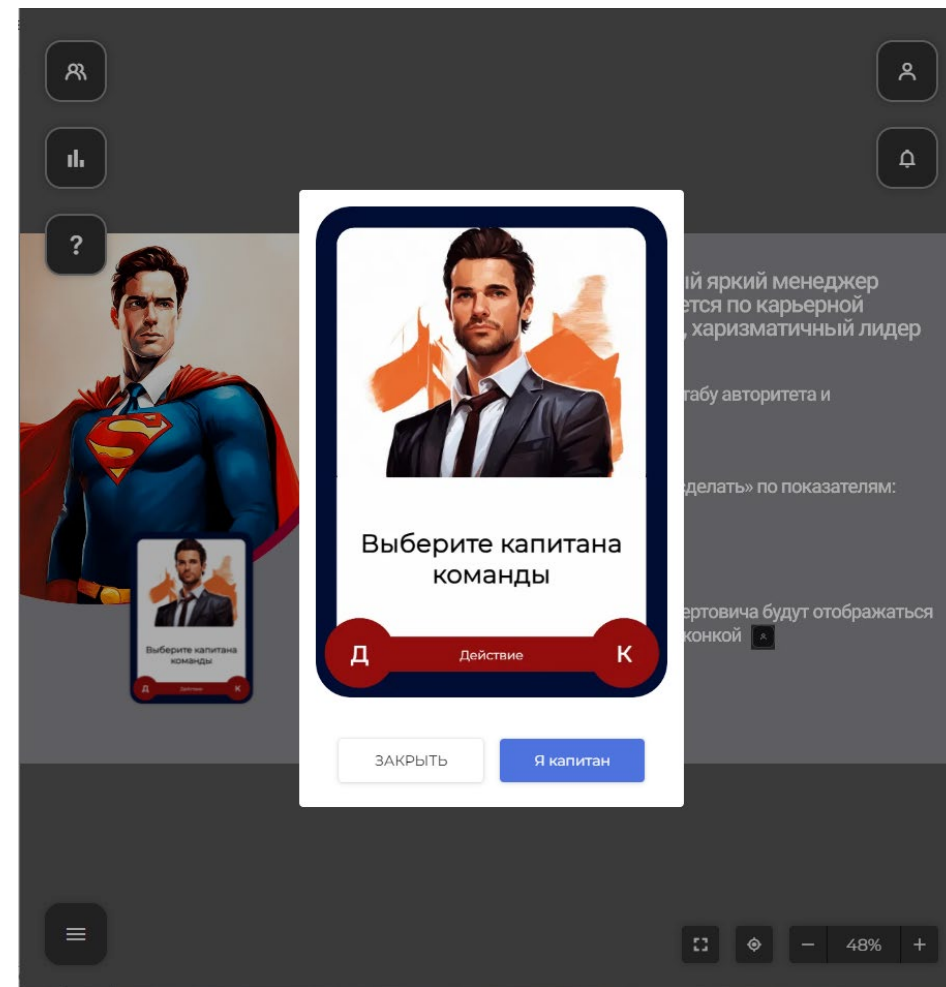 ?
ый яркий менеджер
ется по карьерной
, харизматичный лидер
табу авторитета и
сделать» по показателям:
ертовича будут отображаться
конкой
Выберите капитана
команды
Д Действие К
ЗАКРЫТЬ Я капитан
Выберите капитана
команды
Д Действие К
48%